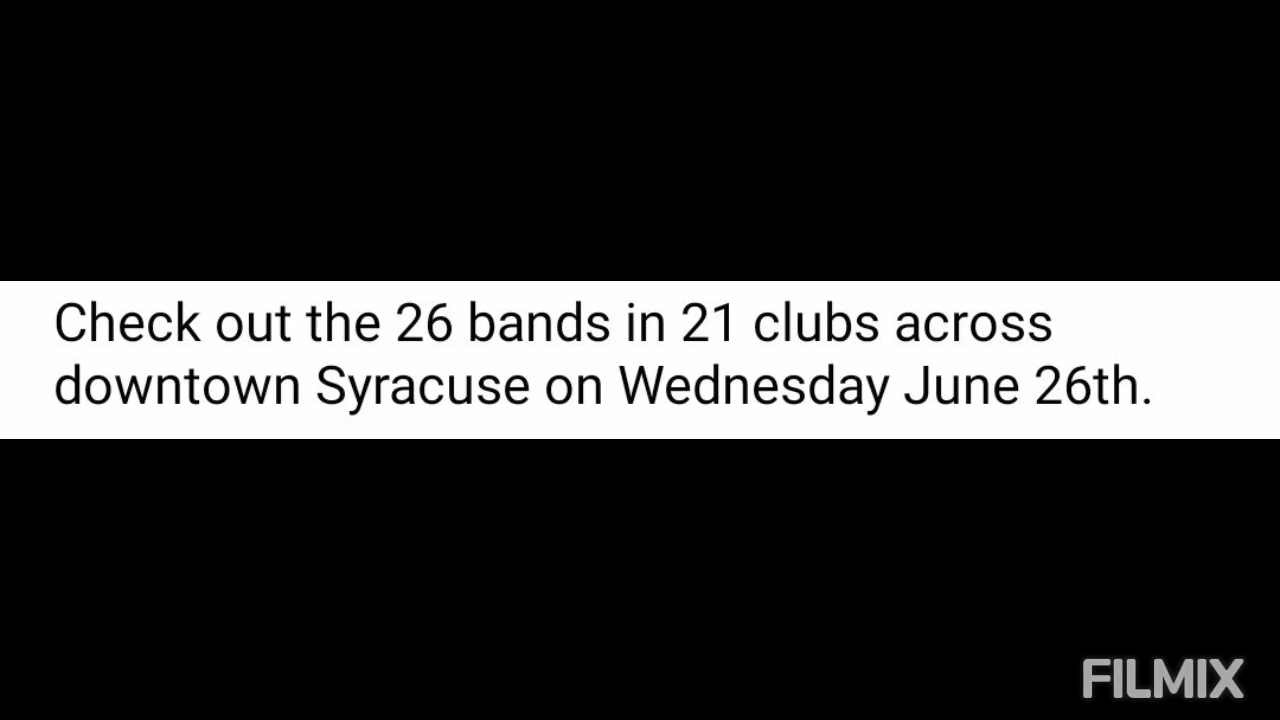 Check out the 26 bands in 21 clubs across
downtown Syracuse on Wednesday June 26th.
FILMIX